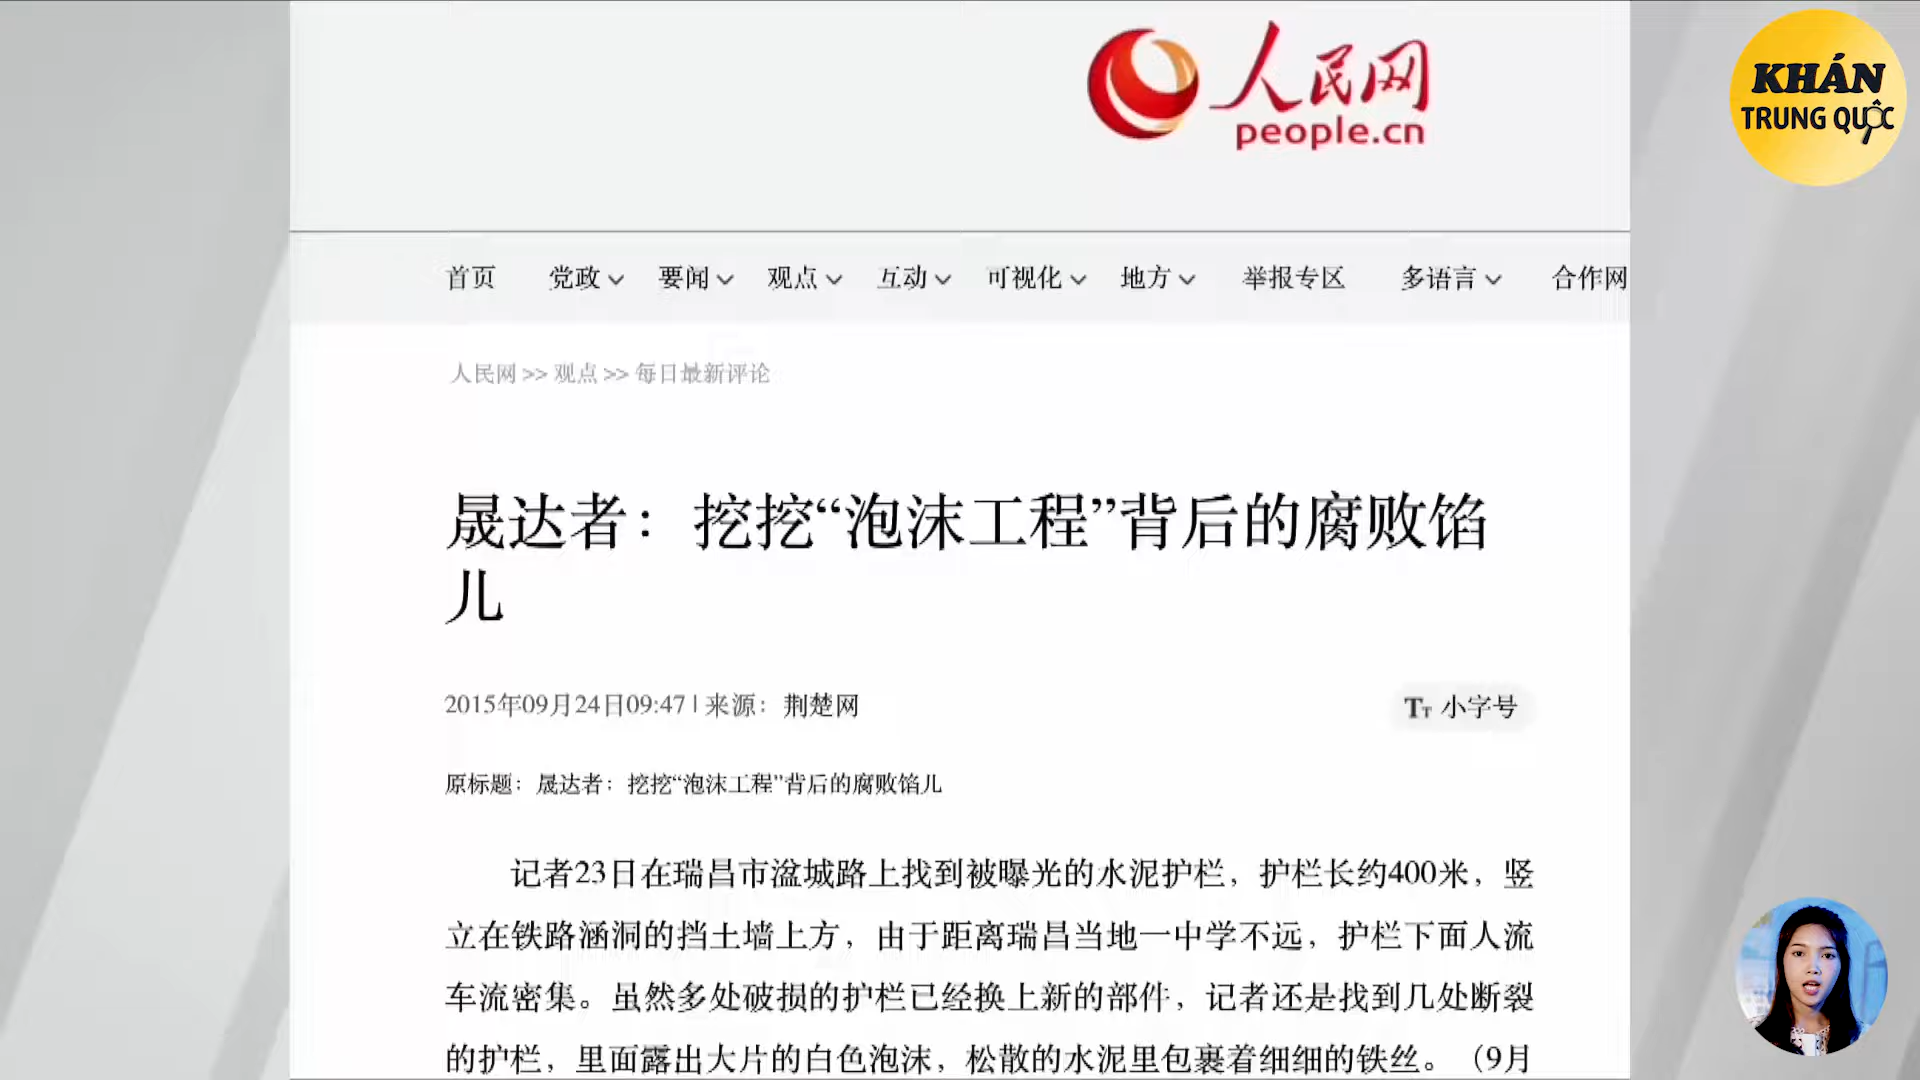 人民网
people.cn
KHÁN
TRUNG QUỐC
首页 党政 要闻 观点 互动 可视化 地方 举报专区 多语言 合作网
人民网 >> 观点 >> 每日最新评论
晟达者：挖挖“泡沫工程”背后的腐败馅
儿
2015年09月24日09:47 | 来源：荆楚网
TT 小字号
原标题：晟达者：挖挖“泡沫工程”背后的腐败馅儿
记者23日在瑞昌市湓城路上找到被曝光的水泥护栏，护栏长约400米，竖
立在铁路涵洞的挡土墙上方，由于距离瑞昌当地一中学不远，护栏下面人流
车流密集。虽然多处破损的护栏已经换上新的部件，记者还是找到几处断裂
的护栏，里面露出大片的白色泡沫，松散的水泥里包裹着细细的铁丝。（9月